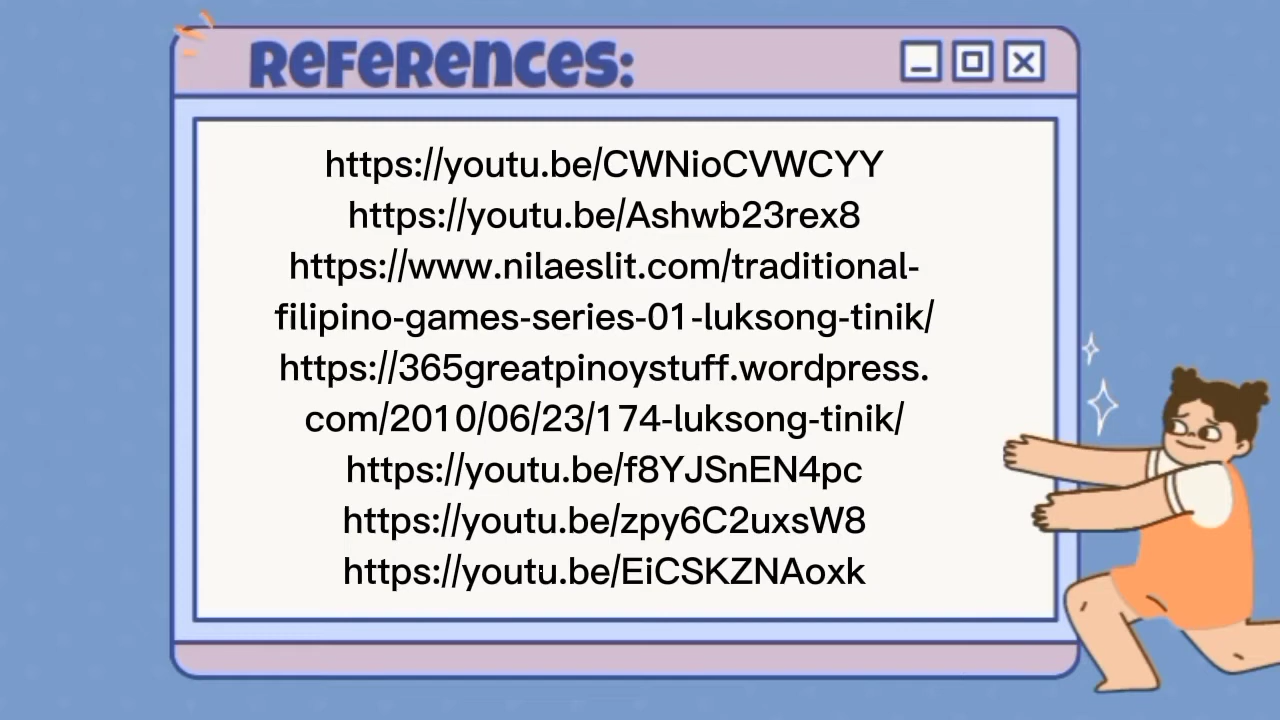 REFERENCES:
https://youtu.be/CWNioCVWCYY
https://youtu.be/Ashwb23rex8
https://www.nilaeslit.com/traditional-
filipino-games-series-01-luksong-tinik/
https://365greatpinoystuff.wordpress.
com/2010/06/23/174-luksong-tinik/
https://youtu.be/f8YJSnEN4pc
https://youtu.be/zpy6C2uxsW8
https://youtu.be/EiCSKZNAoxk